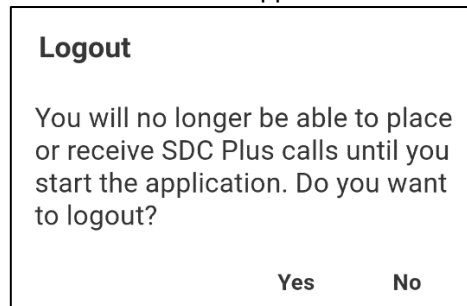 Logout
You will no longer be able to place
or receive SDC Plus calls until you
start the application. Do you want
to logout?
Yes No